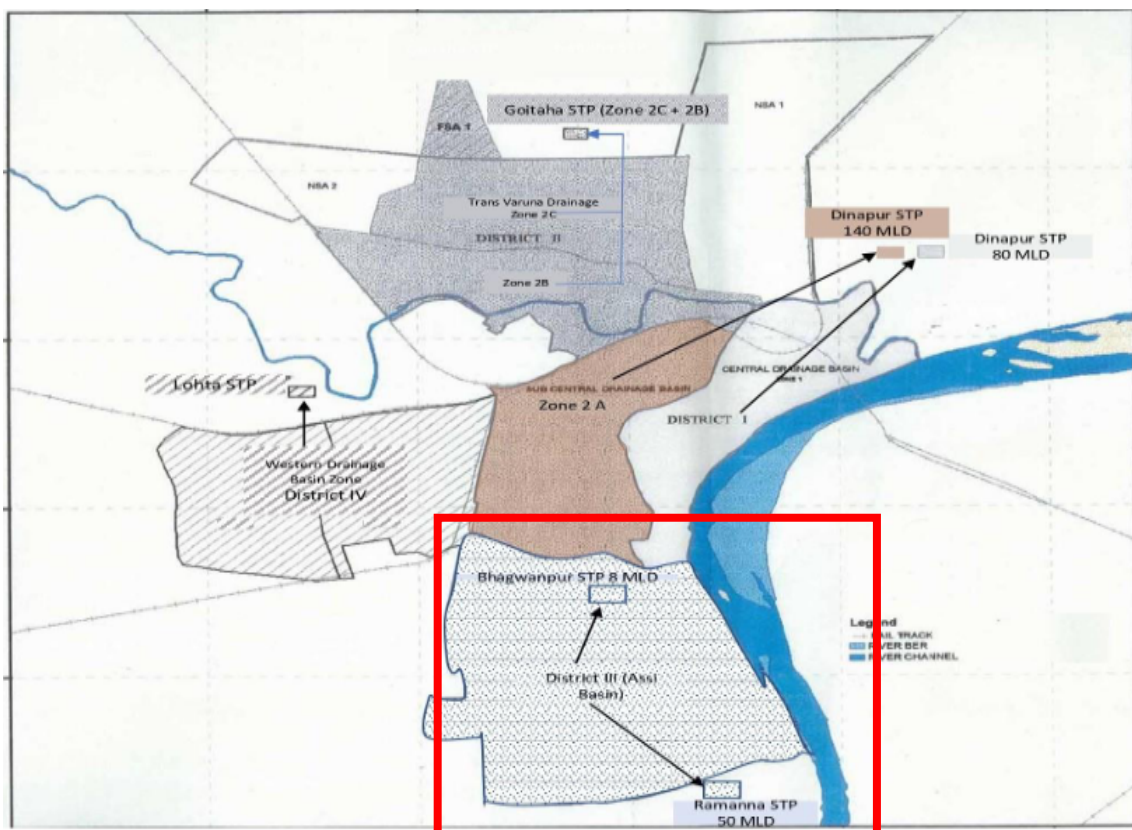 Goitaha STP (Zone 2C + 2B)
NSA 1
FSA 1
NSA 2
Trans Varuna Drainage
Zone 2C
DISTRICT II
Zone 2B
Dinapur STP
140 MLD
Dinapur STP
80 MLD
Lohta STP
SUB CENTRAL DRAINAGE BASIN
Zone 2 A
CENTRAL DRAINAGE BASIN
DISTRICT I
Western Drainage
Basin Zone
District IV
Bhagwanpur STP 8 MLD
District III (Assi
Basin)
Ramanna STP
50 MLD
Legend
RAIL TRACK
RIVER BER
RIVER CHANNEL